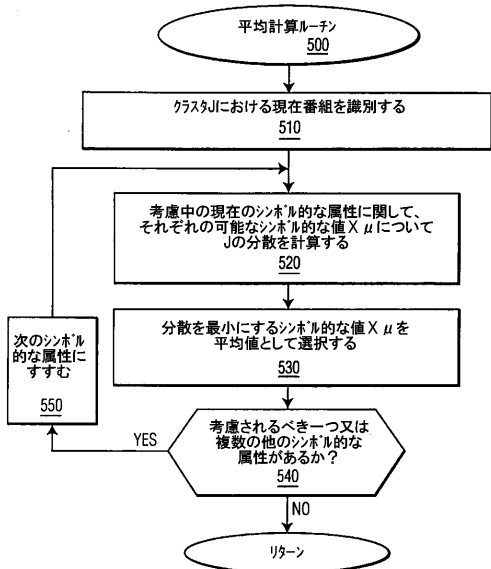 平均計算ルーチン
500
クラスタJにおける現在番組を識別する
510
考慮中の現在のシンボル的な属性に関して、
それぞれの可能なシンボル的な値Xμについて
Jの分散を計算する
520
分散を最小にするシンボル的な値Xμを
平均値として選択する
530
次のシンボル
的な属性に
すすむ
550
考慮されるべき一つ又は
複数の他のシンボル的な
属性があるか?
540
YES
NO
リターン